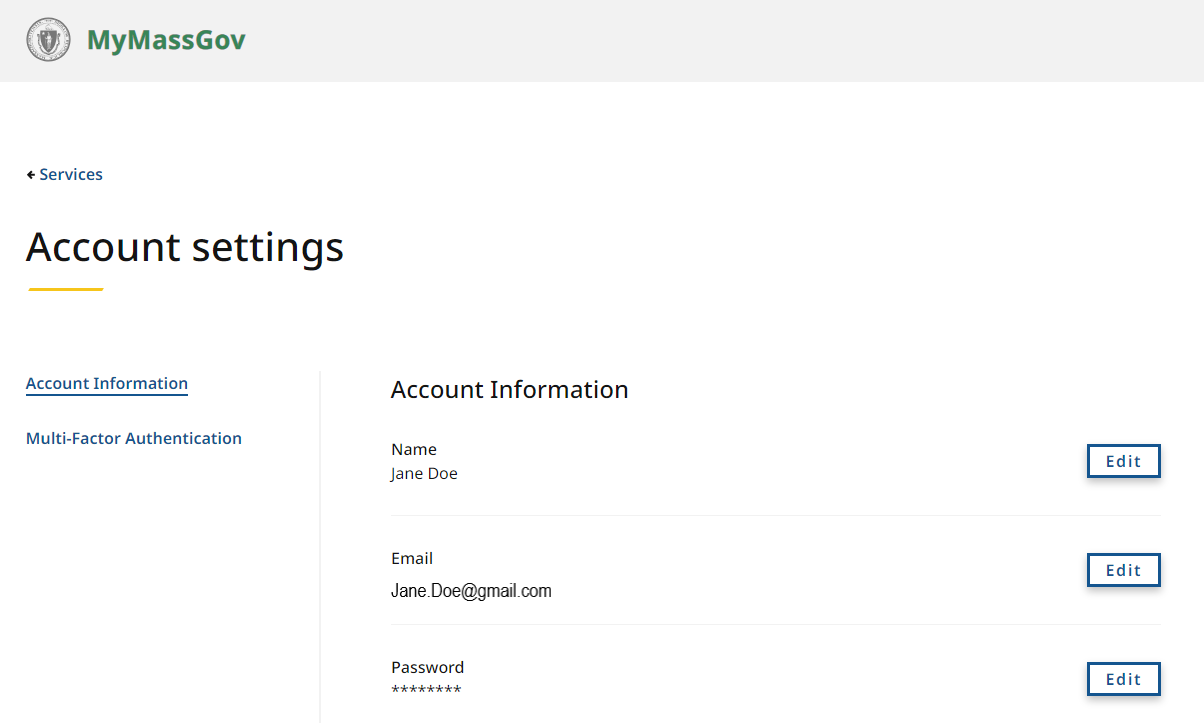 MyMassGov
Services
Account settings
Account Information
Multi-Factor Authentication
Account Information
Name
Jane Doe
Edit
Email
Jane.Doe@gmail.com
Edit
Password
********
Edit